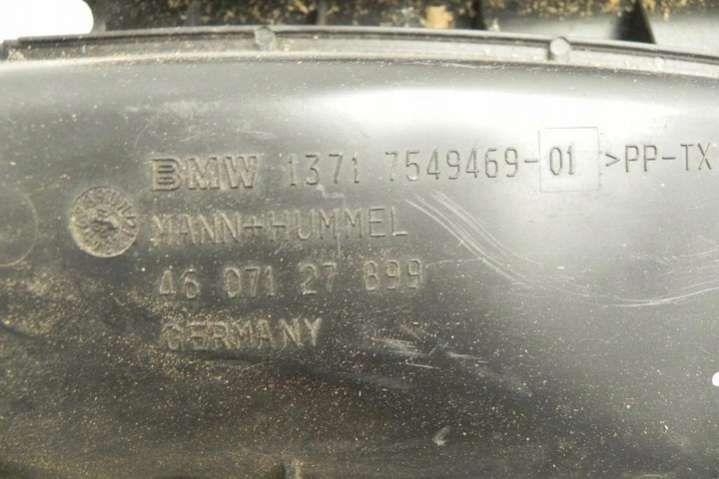 BMW 1371 7549469-01 >PP-TX
MANN+HUMMEL
46 071 27 899
GERMANY